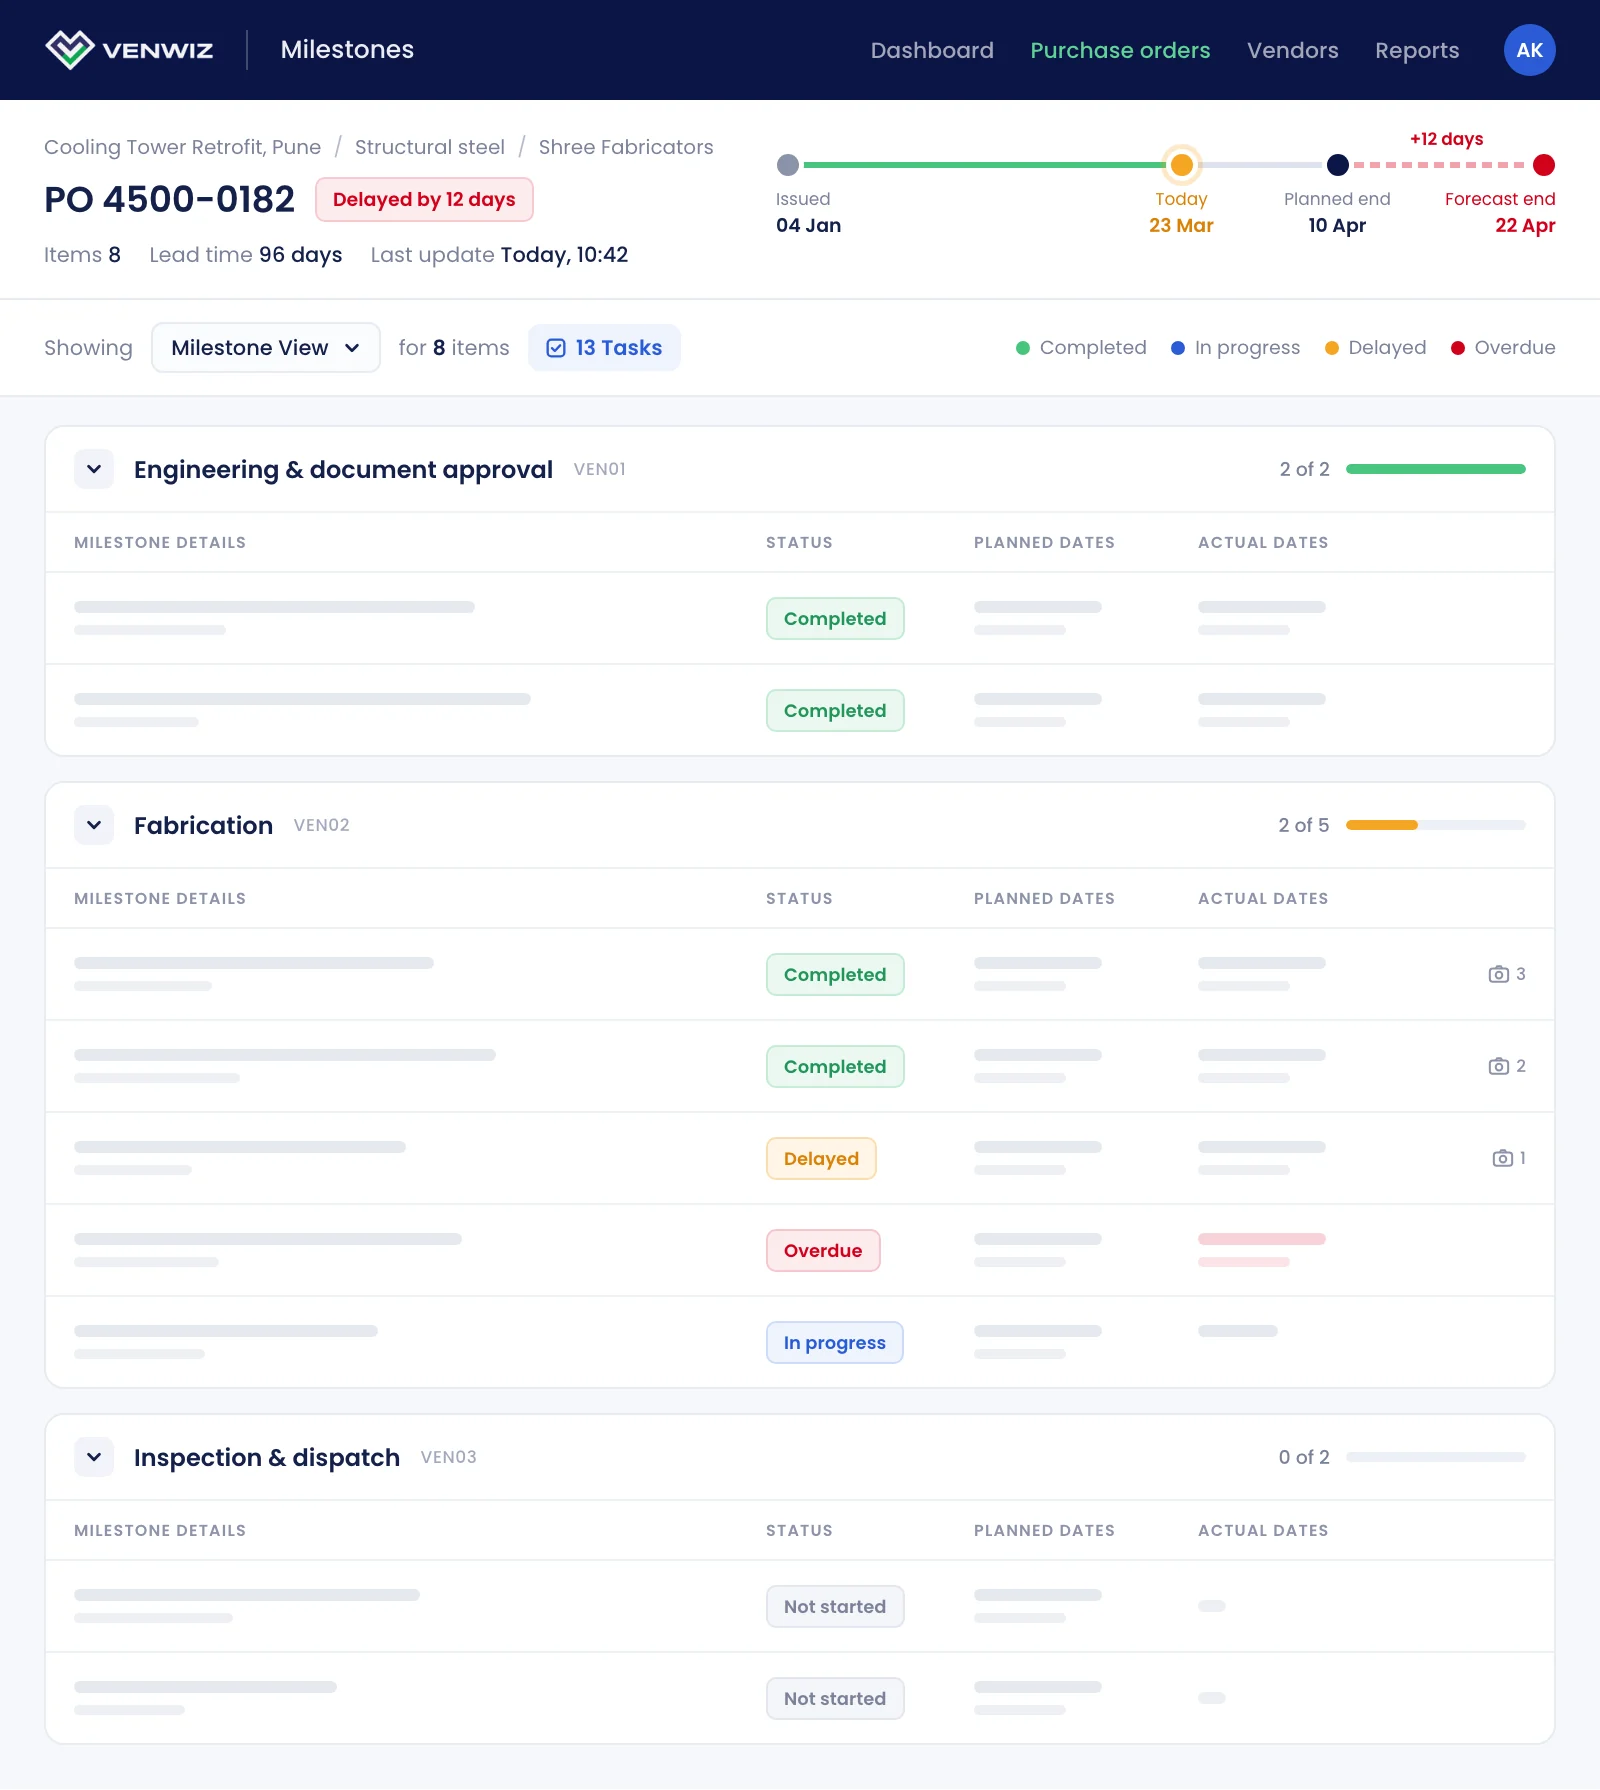 VENWIZ
Milestones
Dashboard
Purchase orders
Vendors
Reports
AK
Cooling Tower Retrofit, Pune / Structural steel / Shree Fabricators
PO 4500-0182
Delayed by 12 days
Items 8
Lead time 96 days
Last update Today, 10:42
+12 days
Issued
04 Jan
Today
23 Mar
Planned end
10 Apr
Forecast end
22 Apr
Showing
Milestone View
for 8 items
13 Tasks
Completed
In progress
Delayed
Overdue
Engineering & document approval VEN01
2 of 2
MILESTONE DETAILS
STATUS
PLANNED DATES
ACTUAL DATES
Completed
Completed
Fabrication VEN02
2 of 5
MILESTONE DETAILS
STATUS
PLANNED DATES
ACTUAL DATES
Completed
3
Completed
2
Delayed
1
Overdue
In progress
Inspection & dispatch VEN03
0 of 2
MILESTONE DETAILS
STATUS
PLANNED DATES
ACTUAL DATES
Not started
Not started